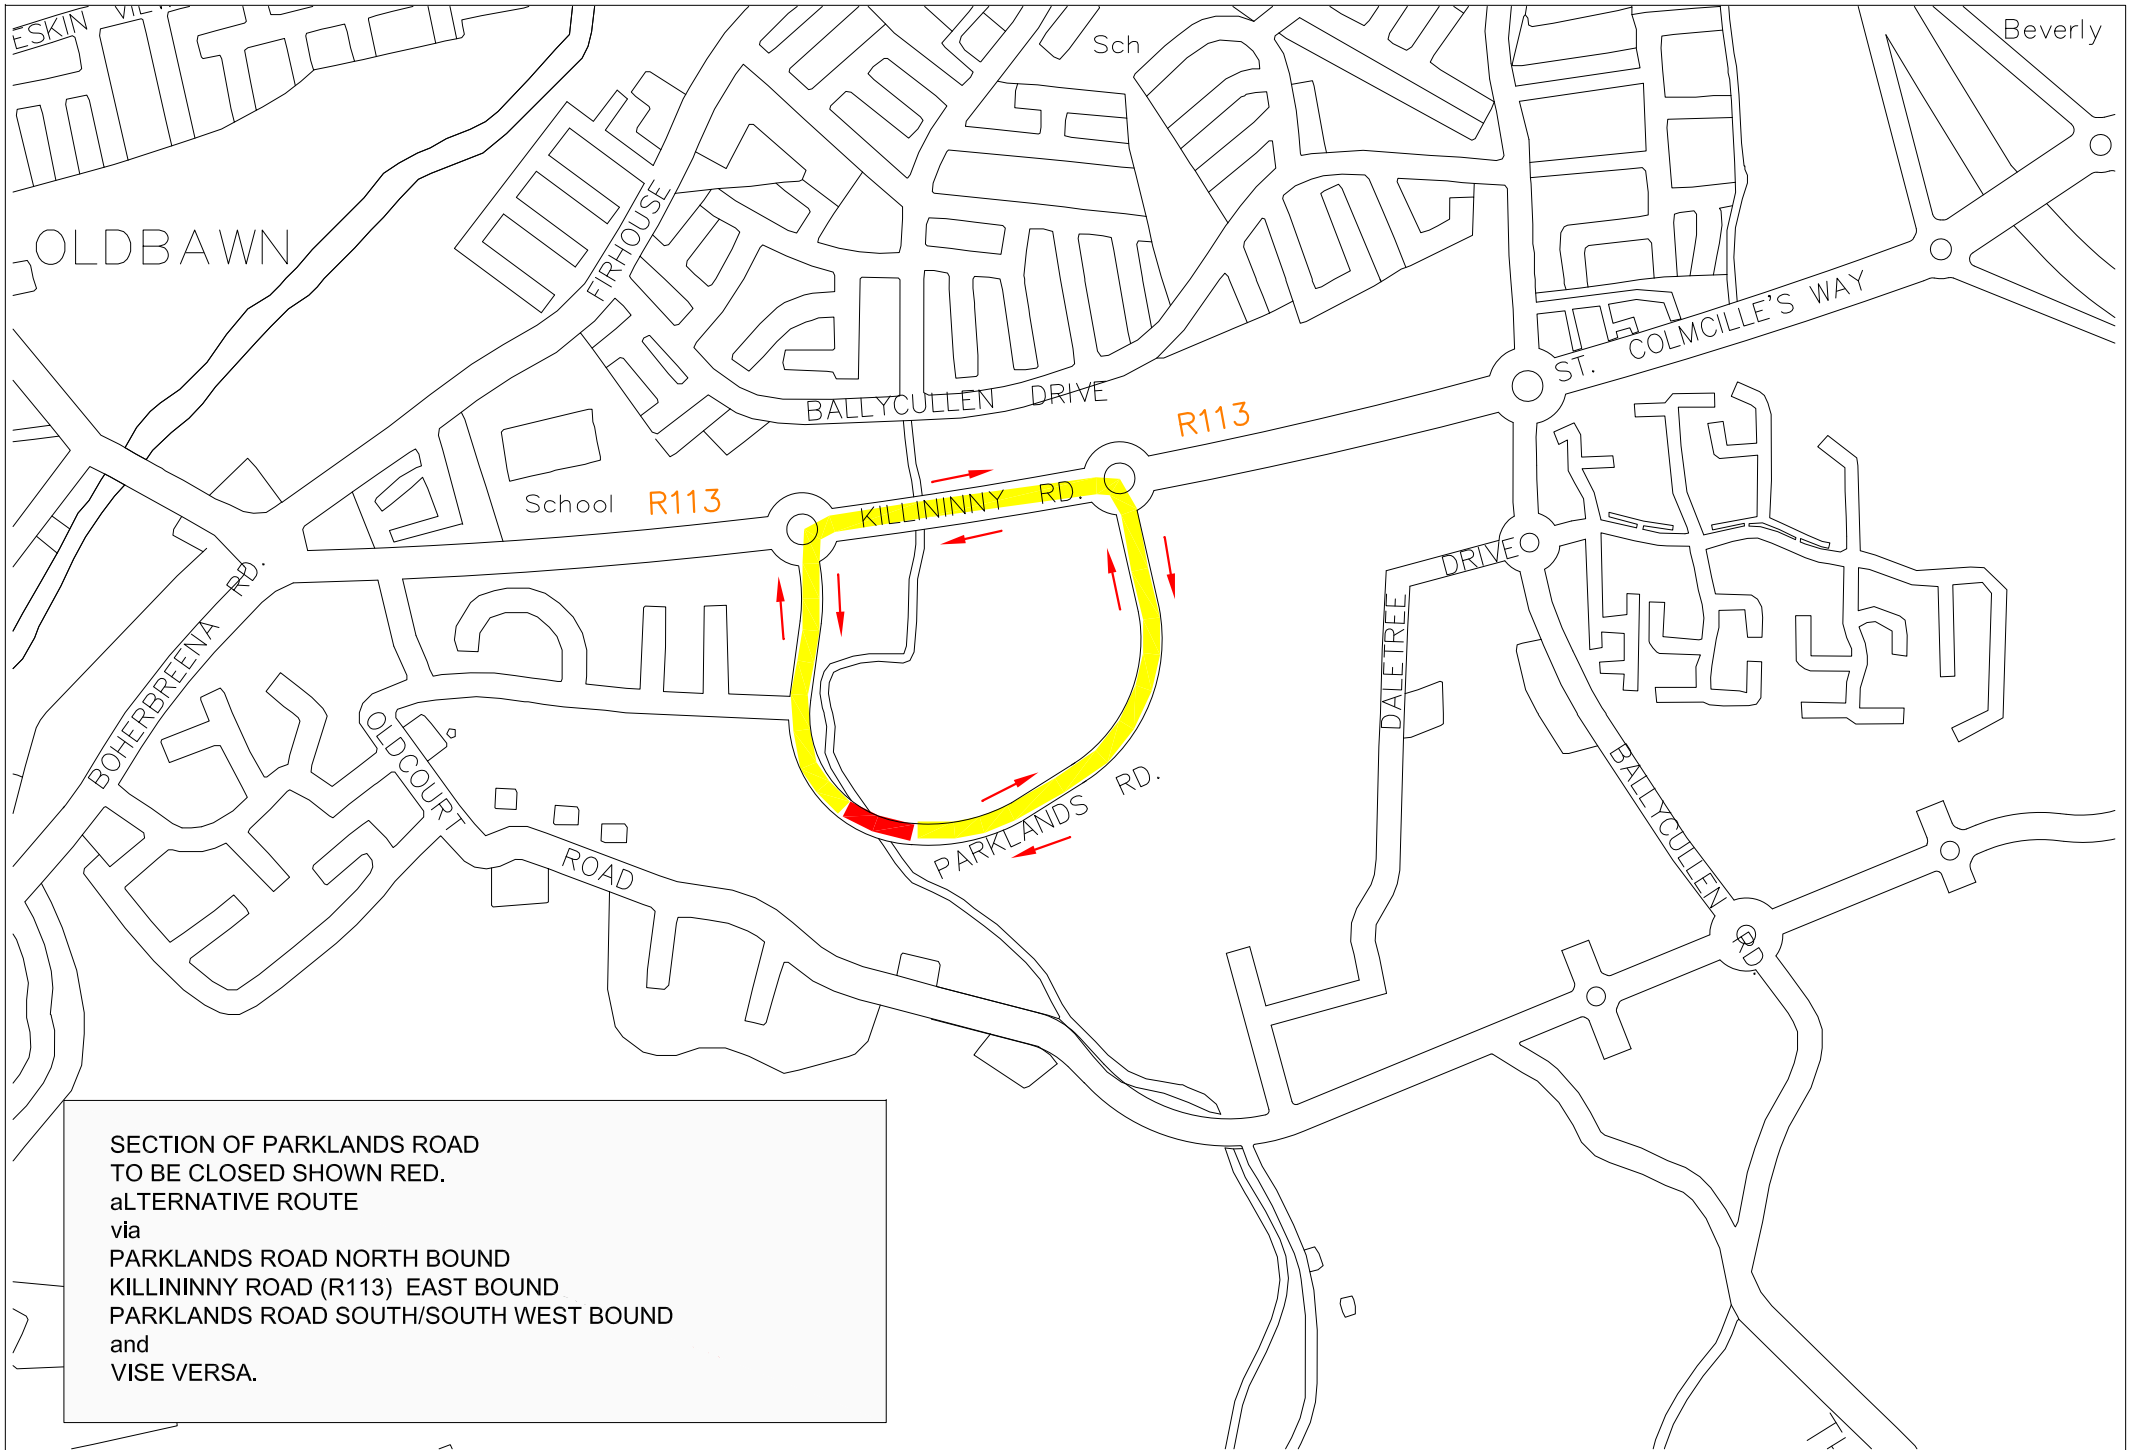 ESKIN VIEW
Sch
Beverly
OLDBAWN
FIRHOUSE
ST. COLMCILLE'S WAY
BALLYCULLEN DRIVE
R113
School R113
KILLININNY RD.
BOHERBREENA RD.
DALETREE DRIVE
OLDCOURT ROAD
PARKLANDS RD.
BALLYCULLEN RD.
SECTION OF PARKLANDS ROAD
TO BE CLOSED SHOWN RED.
aLTERNATIVE ROUTE
via
PARKLANDS ROAD NORTH BOUND
KILLININNY ROAD (R113) EAST BOUND
PARKLANDS ROAD SOUTH/SOUTH WEST BOUND
and
VISE VERSA.